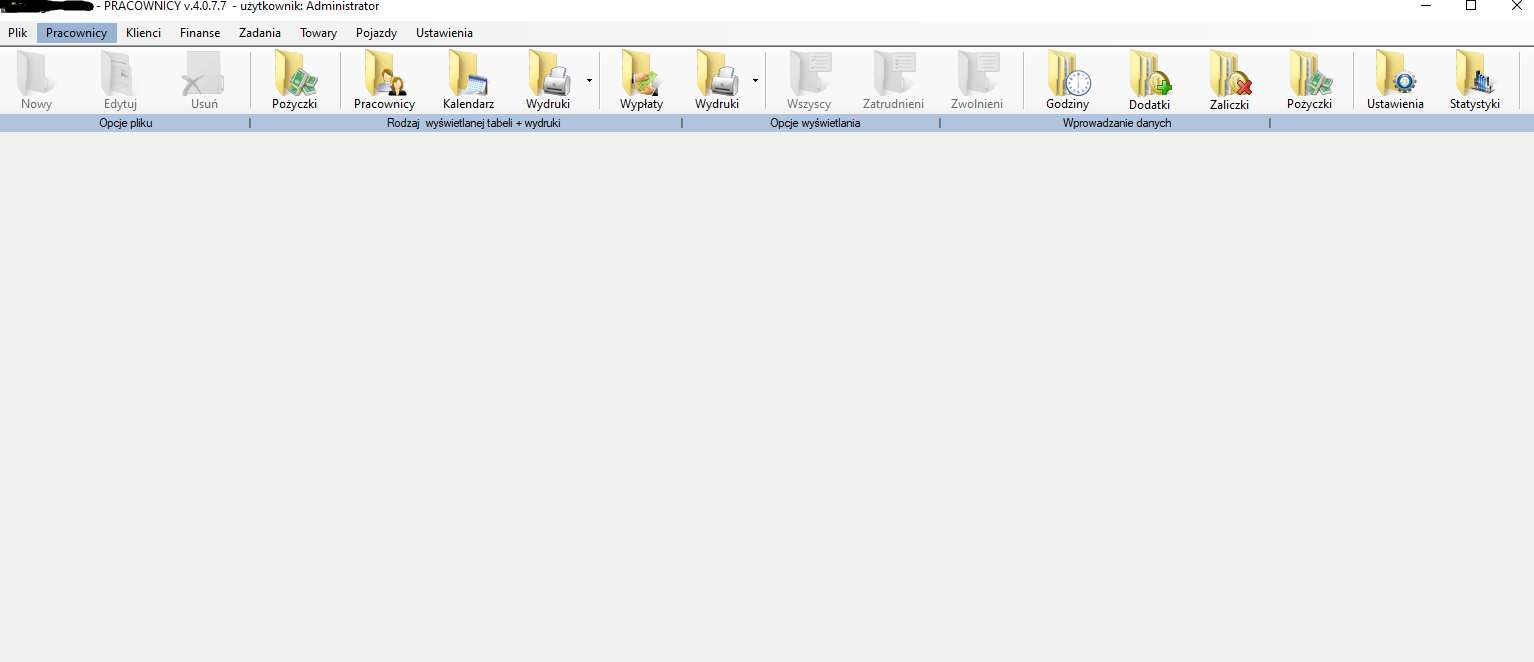 - PRACOWNICY v.4.0.7.7 - użytkownik: Administrator
Plik Pracownicy Klienci Finanse Zadania Towary Pojazdy Ustawienia
Nowy Edytuj Usuń Pożyczki Pracownicy Kalendarz Wydruki Wypłaty Wydruki Wszyscy Zatrudnieni Zwolnieni Godziny Dodatki Zaliczki Pożyczki Ustawienia Statystyki
Opcje pliku Rodzaj wyświetlanej tabeli + wydruki Opcje wyświetlania Wprowadzanie danych